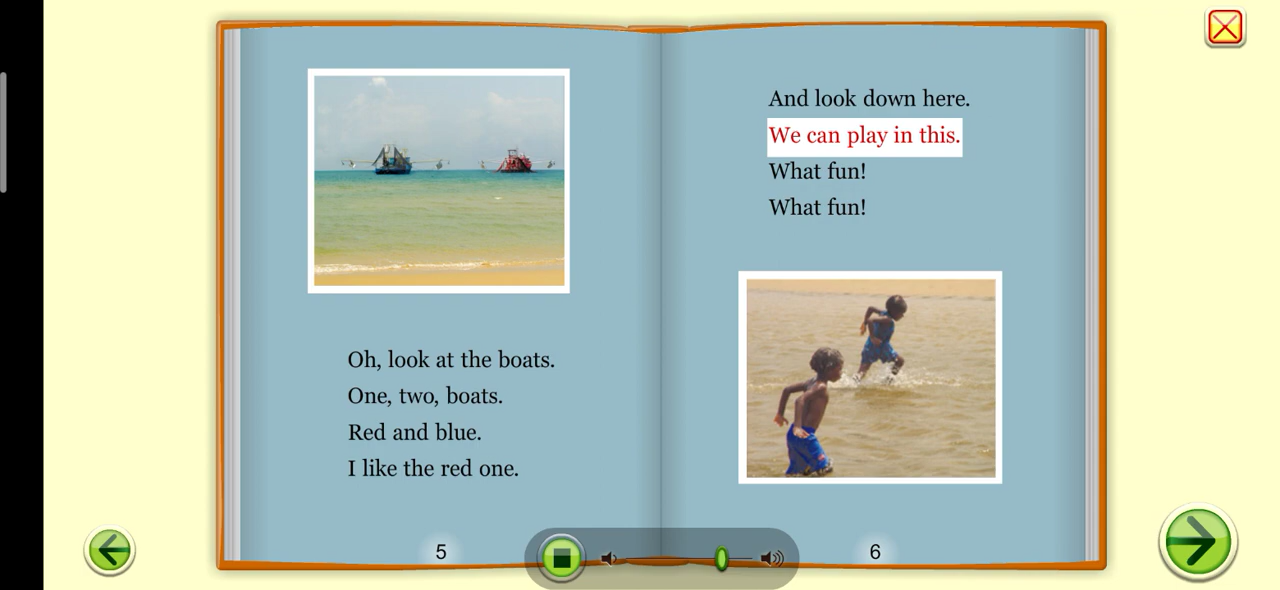 Oh, look at the boats.
One, two, boats.
Red and blue.
I like the red one.
5
And look down here.
We can play in this.
What fun!
What fun!
6